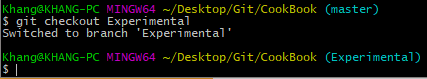 Khang@KHANG-PC MINGW64 ~/Desktop/Git/CookBook (master)
$ git checkout Experimental
Switched to branch 'Experimental'
Khang@KHANG-PC MINGW64 ~/Desktop/Git/CookBook (Experimental)
$